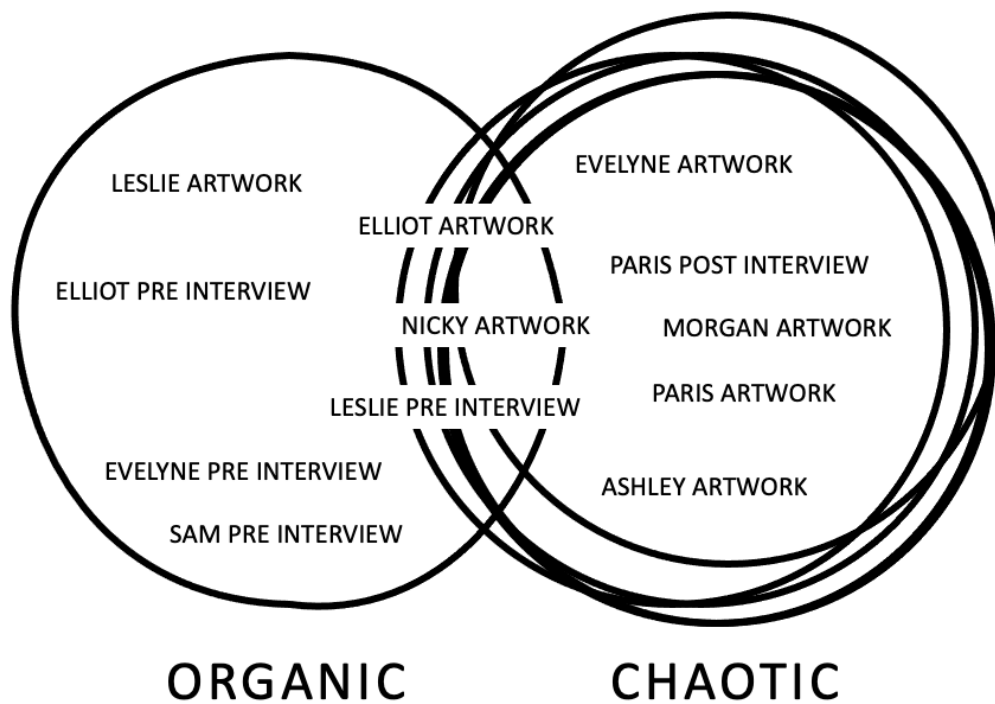 EVELYNE ARTWORK
LESLIE ARTWORK
ELLIOT ARTWORK
PARIS POST INTERVIEW
ELLIOT PRE INTERVIEW
NICKY ARTWORK
MORGAN ARTWORK
PARIS ARTWORK
LESLIE PRE INTERVIEW
EVELYNE PRE INTERVIEW
ASHLEY ARTWORK
SAM PRE INTERVIEW
ORGANIC
CHAOTIC